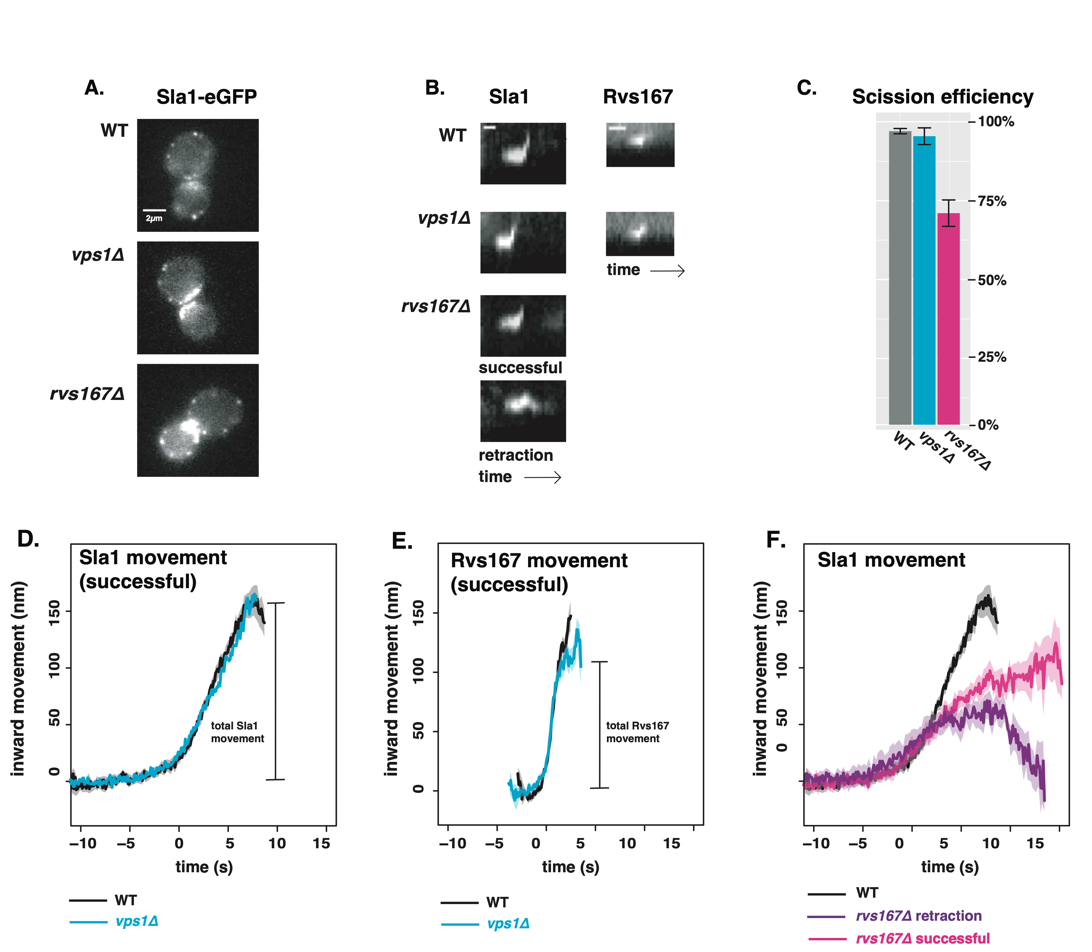 A.
Sla1-eGFP
WT
2μm
vps1Δ
rvs167Δ
B.
Sla1
Rvs167
WT
vps1Δ
time
rvs167Δ
successful
retraction
time
C.
Scission efficiency
100%
75%
50%
25%
0%
WT
vps1Δ
rvs167Δ
D.
Sla1 movement
(successful)
inward movement (nm)
150
100
50
0
total Sla1
movement
−10
−5
0
5
10
15
time (s)
WT
vps1Δ
E.
Rvs167 movement
(successful)
inward movement (nm)
150
100
50
0
total Rvs167
movement
−10
−5
0
5
10
15
time (s)
WT
vps1Δ
F.
Sla1 movement
inward movement (nm)
150
100
50
0
−10
−5
0
5
10
15
time (s)
WT
rvs167Δ retraction
rvs167Δ successful